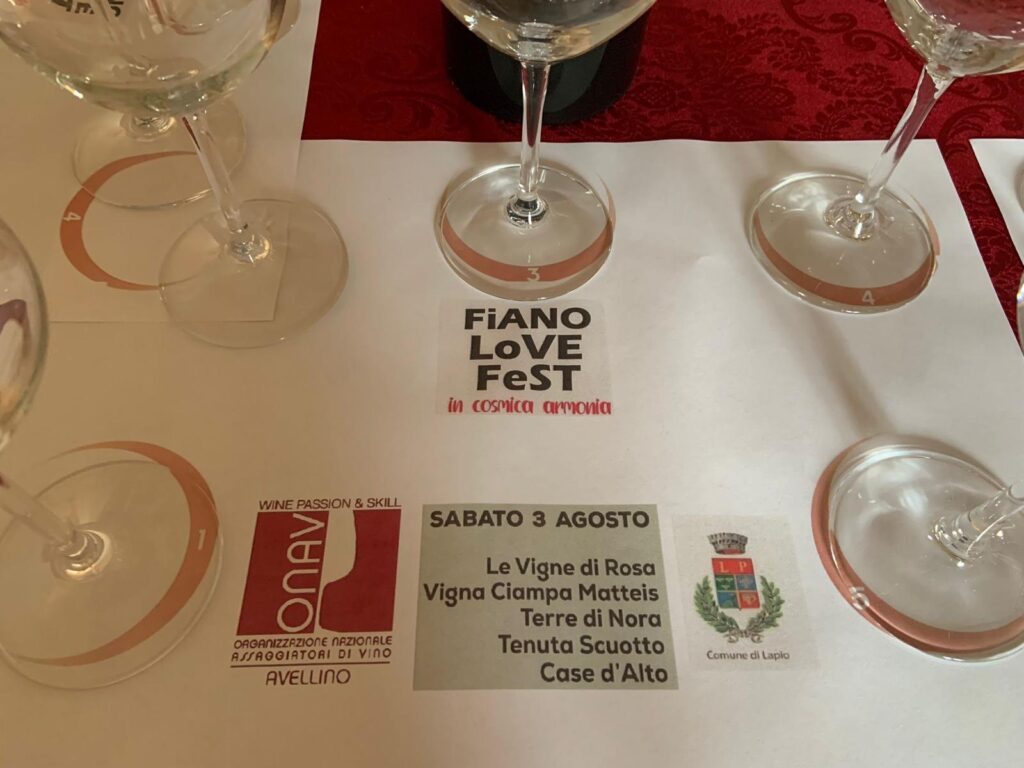 4
3
4
FiANO
LoVE
FeST
in cosmica armonia
1
5
WINE PASSION & SKILL
ONAV
ORGANIZZAZIONE NAZIONALE
ASSAGGIATORI DI VINO
AVELLINO
SABATO 3 AGOSTO
Le Vigne di Rosa
Vigna Ciampa Matteis
Terre di Nora
Tenuta Scuotto
Case d'Alto
L P
Comune di Lapio